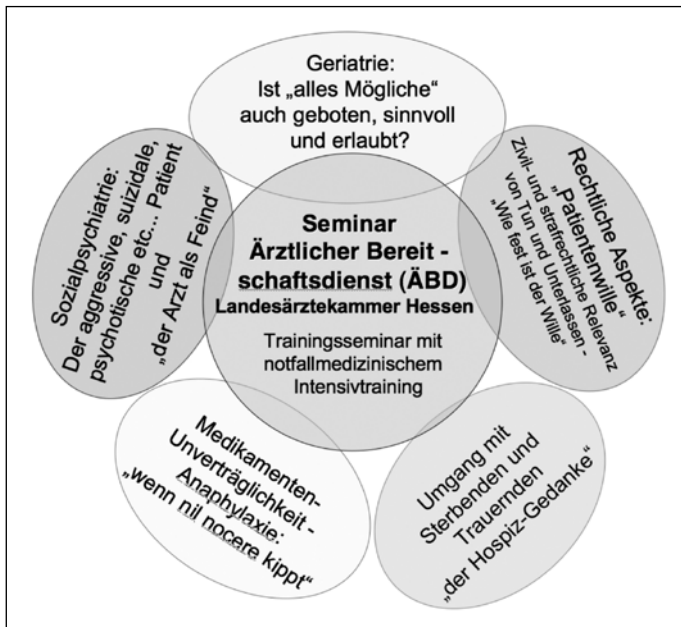 Geriatrie:
Ist „alles Mögliche“
auch geboten, sinnvoll
und erlaubt?
Sozialpsychiatrie:
Der aggressive, suizidale,
psychotische etc... Patient
und
„der Arzt als Feind“
Seminar
Ärztlicher Bereit -
schaftsdienst (ÄBD)
Landesärztekammer Hessen
Trainingsseminar mit
notfallmedizinischem
Intensivtraining
Rechtliche Aspekte:
„Patientenwille“
Zivil- und strafrechtliche Relevanz
von Tun und Unterlassen -
„Wie fest ist der Wille“
Medikamenten-
Unverträglichkeit -
Anaphylaxie:
„wenn nil nocere kippt“
Umgang mit
Sterbenden und
Trauernden
„der Hospiz-Gedanke“